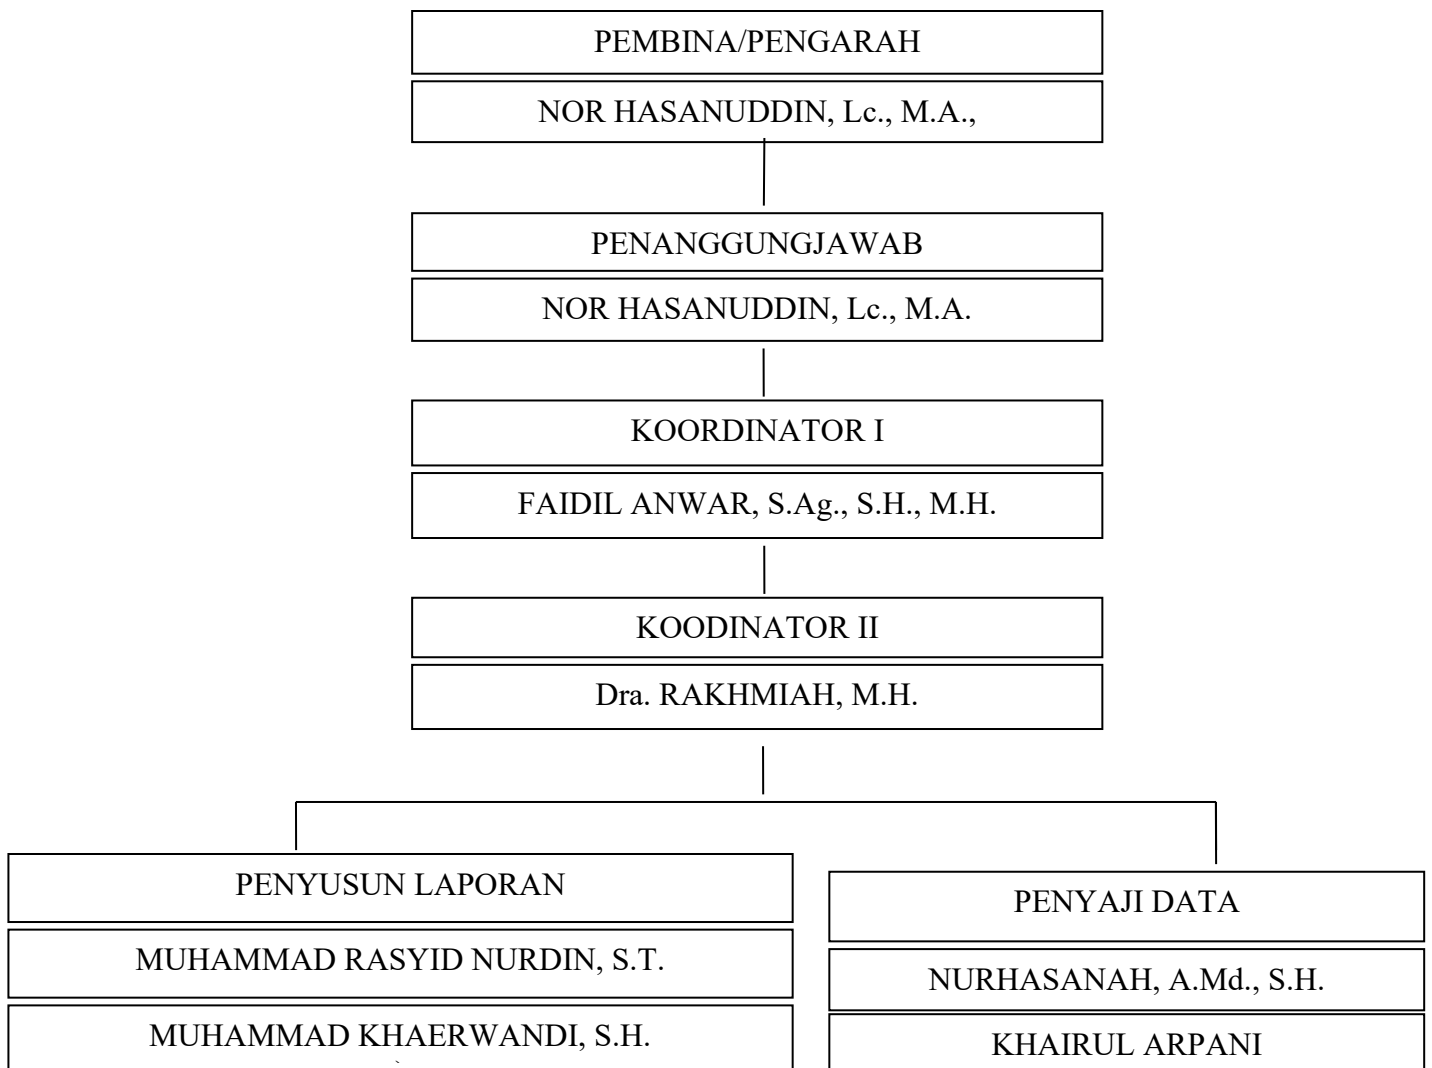 PEMBINA/PENGARAH
NOR HASANUDDIN, Lc., M.A.,
PENANGGUNGJAWAB
NOR HASANUDDIN, Lc., M.A.
KOORDINATOR I
FAIDIL ANWAR, S.Ag., S.H., M.H.
KOODINATOR II
Dra. RAKHMIAH, M.H.
PENYUSUN LAPORAN
MUHAMMAD RASYID NURDIN, S.T.
MUHAMMAD KHAERWANDI, S.H.
PENYAJI DATA
NURHASANAH, A.Md., S.H.
KHAIRUL ARPANI